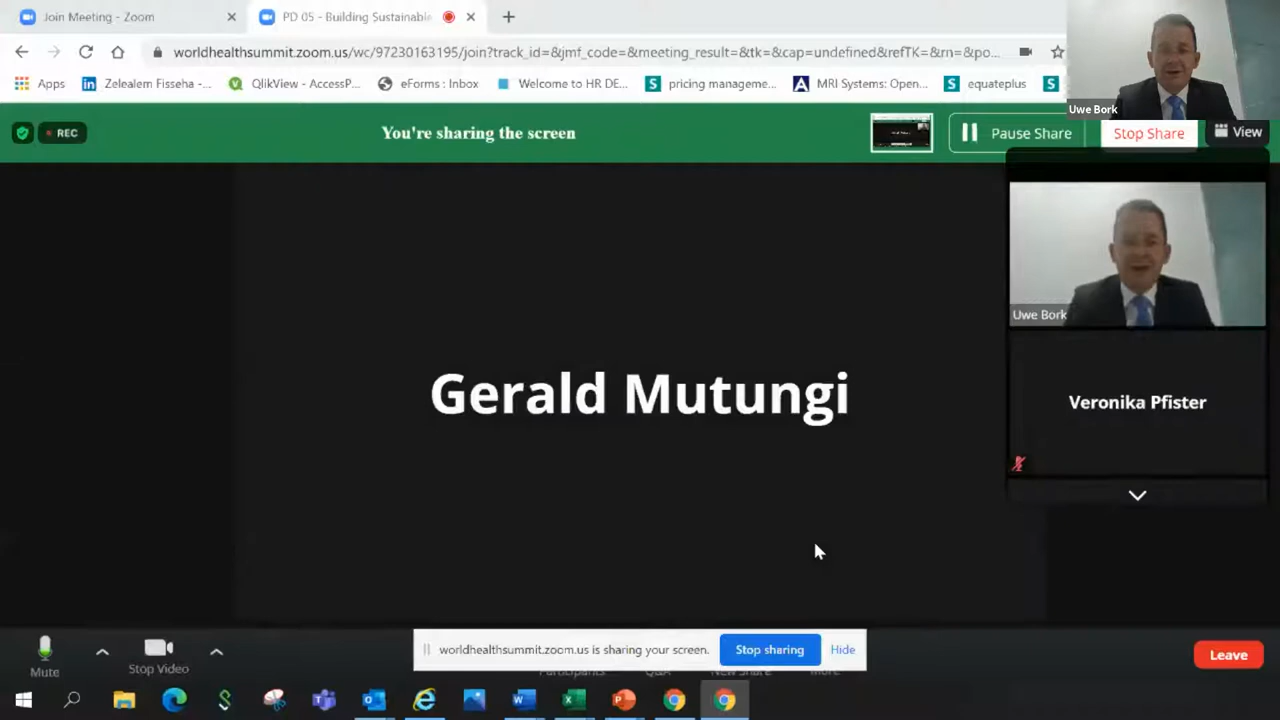 Join Meeting - Zoom
PD 05 - Building Sustainable
worldhealthsummit.zoom.us/wc/97230163195/join?track_id=&jmf_code=&meeting_result=&tk=&cap=undefined&refTK=&rn=&po...
Apps
Zelealem Fisseha -...
QlikView - AccessP...
eForms : Inbox
Welcome to HR DE...
pricing manageme...
MRI Systems: Open...
equateplus
Uwe Bork
REC
You're sharing the screen
Pause Share
Stop Share
View
Uwe Bork
Gerald Mutungi
Veronika Pfister
Mute
Stop Video
worldhealthsummit.zoom.us is sharing your screen.
Stop sharing
Hide
Leave